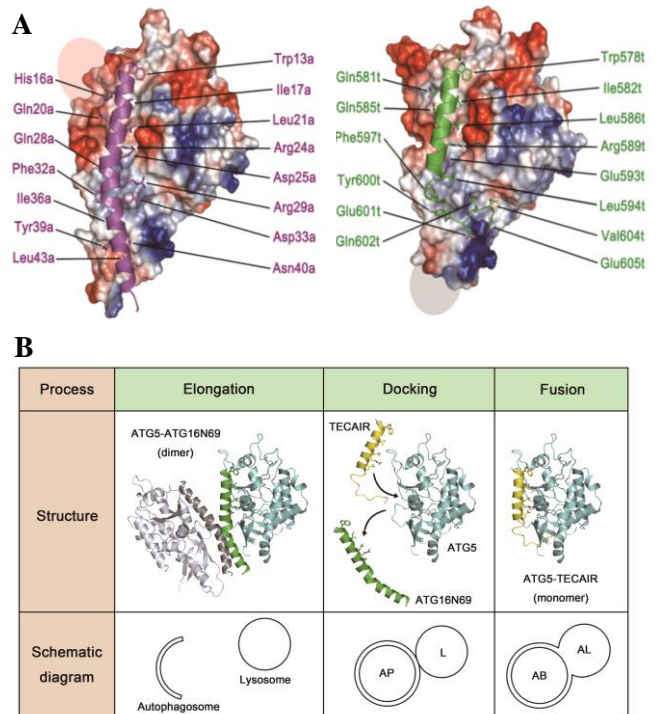 A
His16a
Gln20a
Gln28a
Phe32a
Ile36a
Tyr39a
Leu43a
Trp13a
Ile17a
Leu21a
Arg24a
Asp25a
Arg29a
Asp33a
Asn40a
Gln581t
Gln585t
Phe597t
Tyr600t
Glu601t
Gln602t
Trp578t
Ile582t
Leu586t
Arg589t
Glu593t
Leu594t
Val604t
Glu605t
B
Process Elongation Docking Fusion
Structure
ATG5-ATG16N69
(dimer)
TECAIR
ATG5
ATG16N69
ATG5-TECAIR
(monomer)
Schematic
diagram
Autophagosome
Lysosome
AP
L
AB
AL